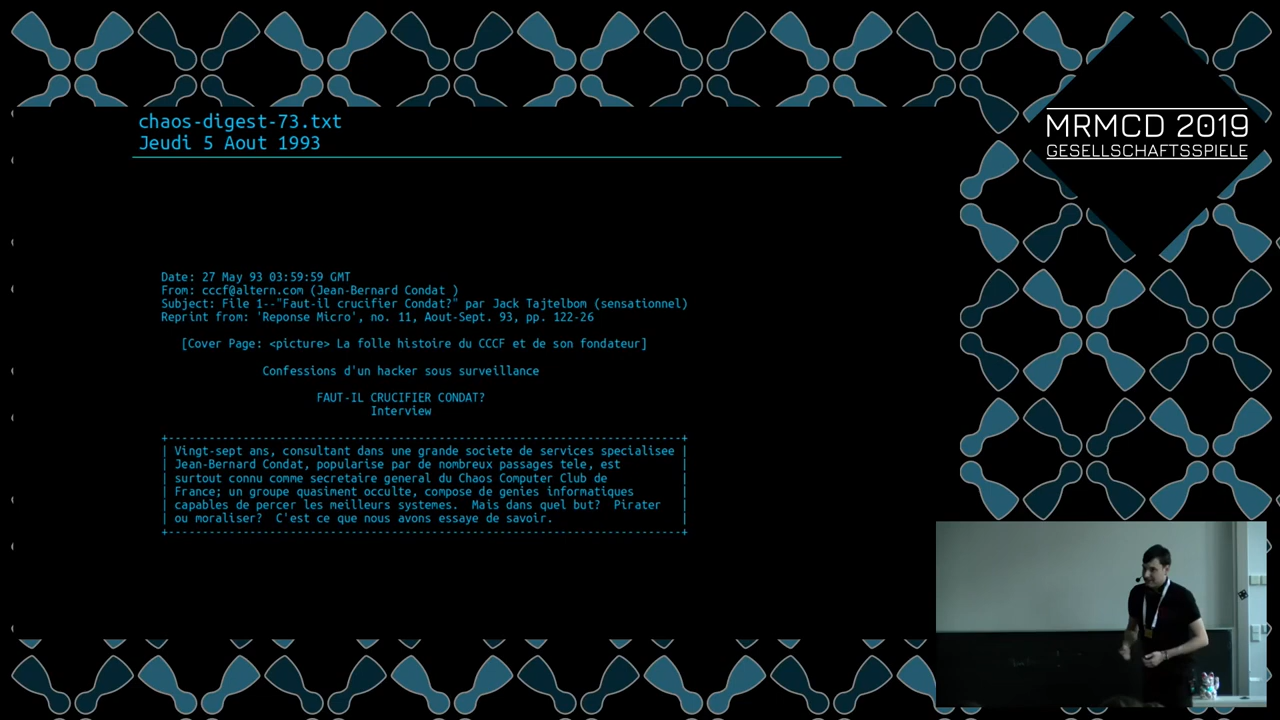 chaos-digest-73.txt
Jeudi 5 Aout 1993
MRMCD 2019
GESELLSCHAFTSSPIELE
Date: 27 May 93 03:59:59 GMT
From: cccf@altern.com (Jean-Bernard Condat )
Subject: File 1--"Faut-il crucifier Condat?" par Jack Tajtelbom (sensationnel)
Reprint from: 'Reponse Micro', no. 11, Aout-Sept. 93, pp. 122-26
[Cover Page: <picture> La folle histoire du CCCF et de son fondateur]
Confessions d'un hacker sous surveillance
FAUT-IL CRUCIFIER CONDAT?
Interview
Vingt-sept ans, consultant dans une grande societe de services specialisee
Jean-Bernard Condat, popularise par de nombreux passages tele, est
surtout connu comme secretaire general du Chaos Computer Club de
France; un groupe quasiment occulte, compose de genies informatiques
capables de percer les meilleurs systemes.  Mais dans quel but?  Pirater
ou moraliser?  C'est ce que nous avons essaye de savoir.